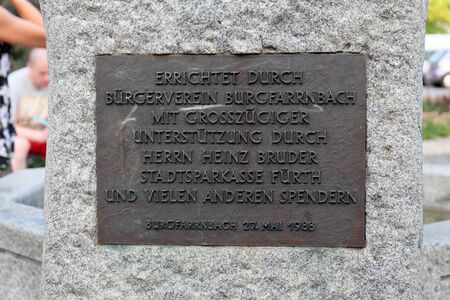 ERRICHTET DURCH
BÜRGERVEREIN BURGFARRNBACH
MIT GROSSZÜGIGER
UNTERSTÜTZUNG DURCH
HERRN HEINZ BRUDER
STADTSPARKASSE FÜRTH
UND VIELEN ANDEREN SPENDERN
BURGFARRNBACH 27. MAI 1988